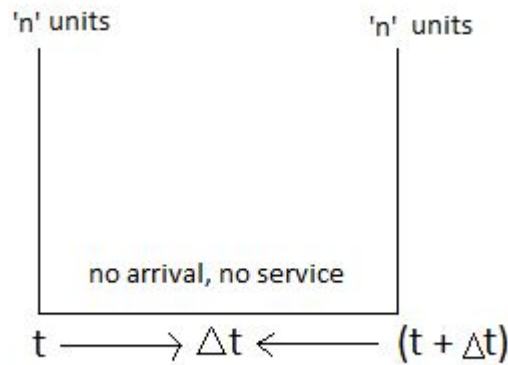 'n' units 'n' units
no arrival, no service
t Δt (t + Δt)